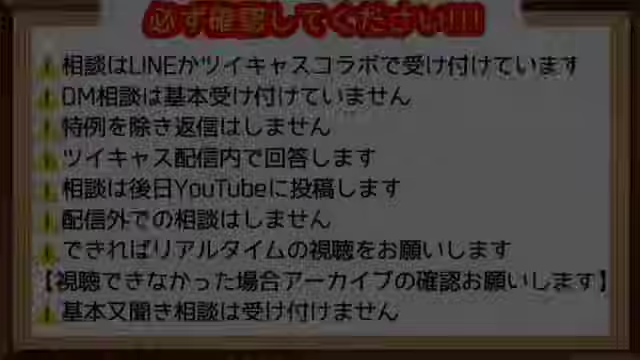 必ず確認してください!!!!
⚠相談はLINEかツイキャスコラボで受け付けています
⚠DM相談は基本受け付けていません
⚠特例を除き返信はしません
⚠ツイキャス配信内で回答します
⚠相談は後日YouTubeに投稿します
⚠配信外での相談はしません
⚠できればリアルタイムの視聴をお願いします
【視聴できなかった場合アーカイブの確認お願いします】
⚠基本又聞き相談は受け付けません